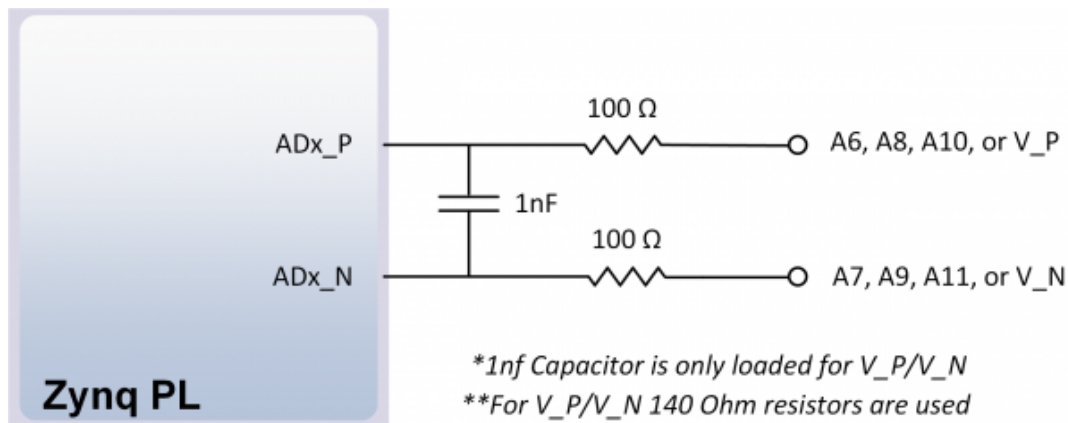 100 Ω
ADx_P
A6, A8, A10, or V_P
1nF
100 Ω
ADx_N
A7, A9, A11, or V_N
*1nf Capacitor is only loaded for V_P/V_N
Zynq PL
**For V_P/V_N 140 Ohm resistors are used